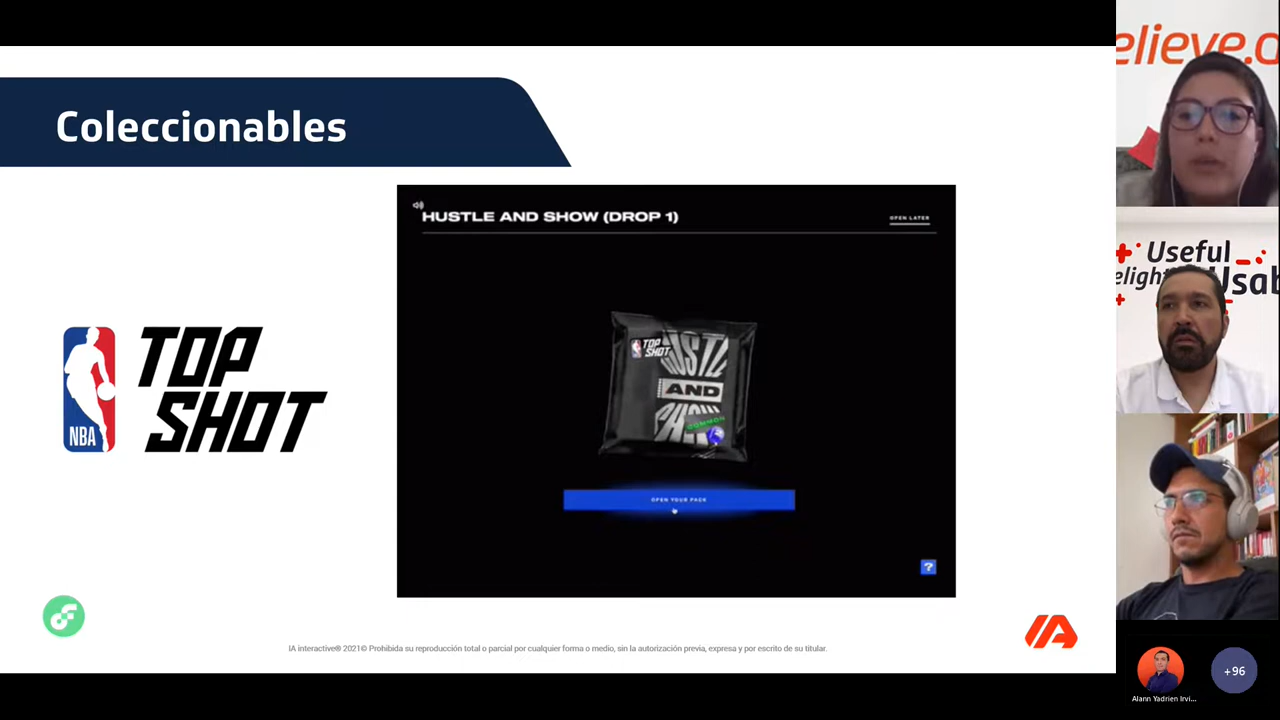 Coleccionables
HUSTLE AND SHOW (DROP 1)
OPEN LATER
TOP
SHOT
NBA
TOP
SHOT
AND
COMMON
OPEN YOUR PACK
?
IA
IA interactive® 2021© Prohibida su reproducción total o parcial por cualquier forma o medio, sin la autorización previa, expresa y por escrito de su titular.
elieve.
Useful
elight
Usab
Alann Yadrien Irvi...
+96